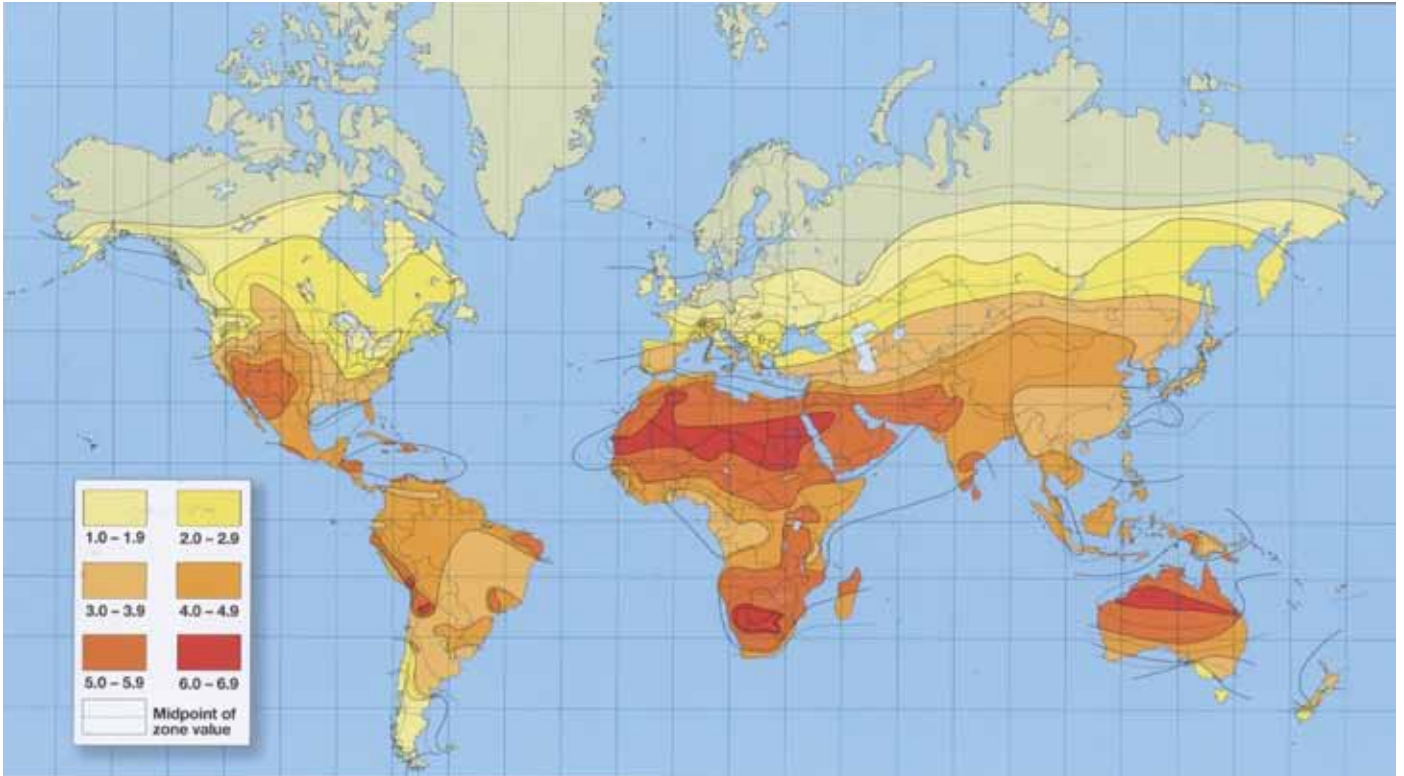 1.0 – 1.9
2.0 – 2.9
3.0 – 3.9
4.0 – 4.9
5.0 – 5.9
6.0 – 6.9
Midpoint of
zone value